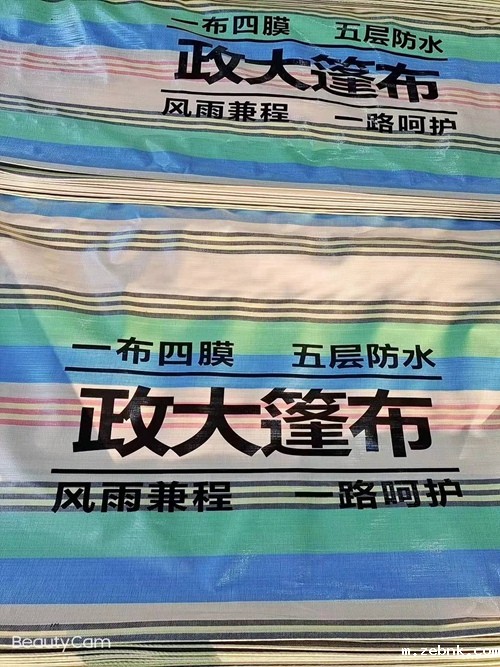 一布四膜 五层防水
政大篷布
风雨兼程 一路呵护
一布四膜 五层防水
政大篷布
风雨兼程 一路呵护
BeautyCam
m.zebnk.com